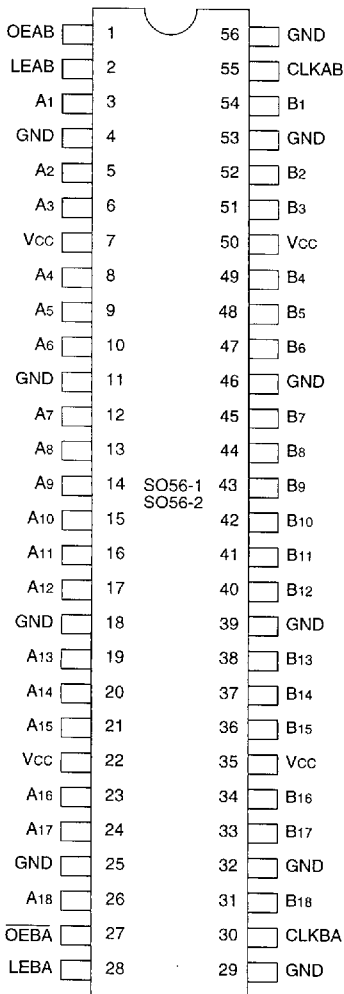 OEAB 1 56 GND
LEAB 2 55 CLKAB
A1 3 54 B1
GND 4 53 GND
A2 5 52 B2
A3 6 51 B3
VCC 7 50 VCC
A4 8 49 B4
A5 9 48 B5
A6 10 47 B6
GND 11 46 GND
A7 12 45 B7
A8 13 44 B8
A9 14 SO56-1 43 B9
SO56-2
A10 15 42 B10
A11 16 41 B11
A12 17 40 B12
GND 18 39 GND
A13 19 38 B13
A14 20 37 B14
A15 21 36 B15
VCC 22 35 VCC
A16 23 34 B16
A17 24 33 B17
GND 25 32 GND
A18 26 31 B18
O̅E̅B̅A̅ 27 30 CLKBA
LEBA 28 29 GND